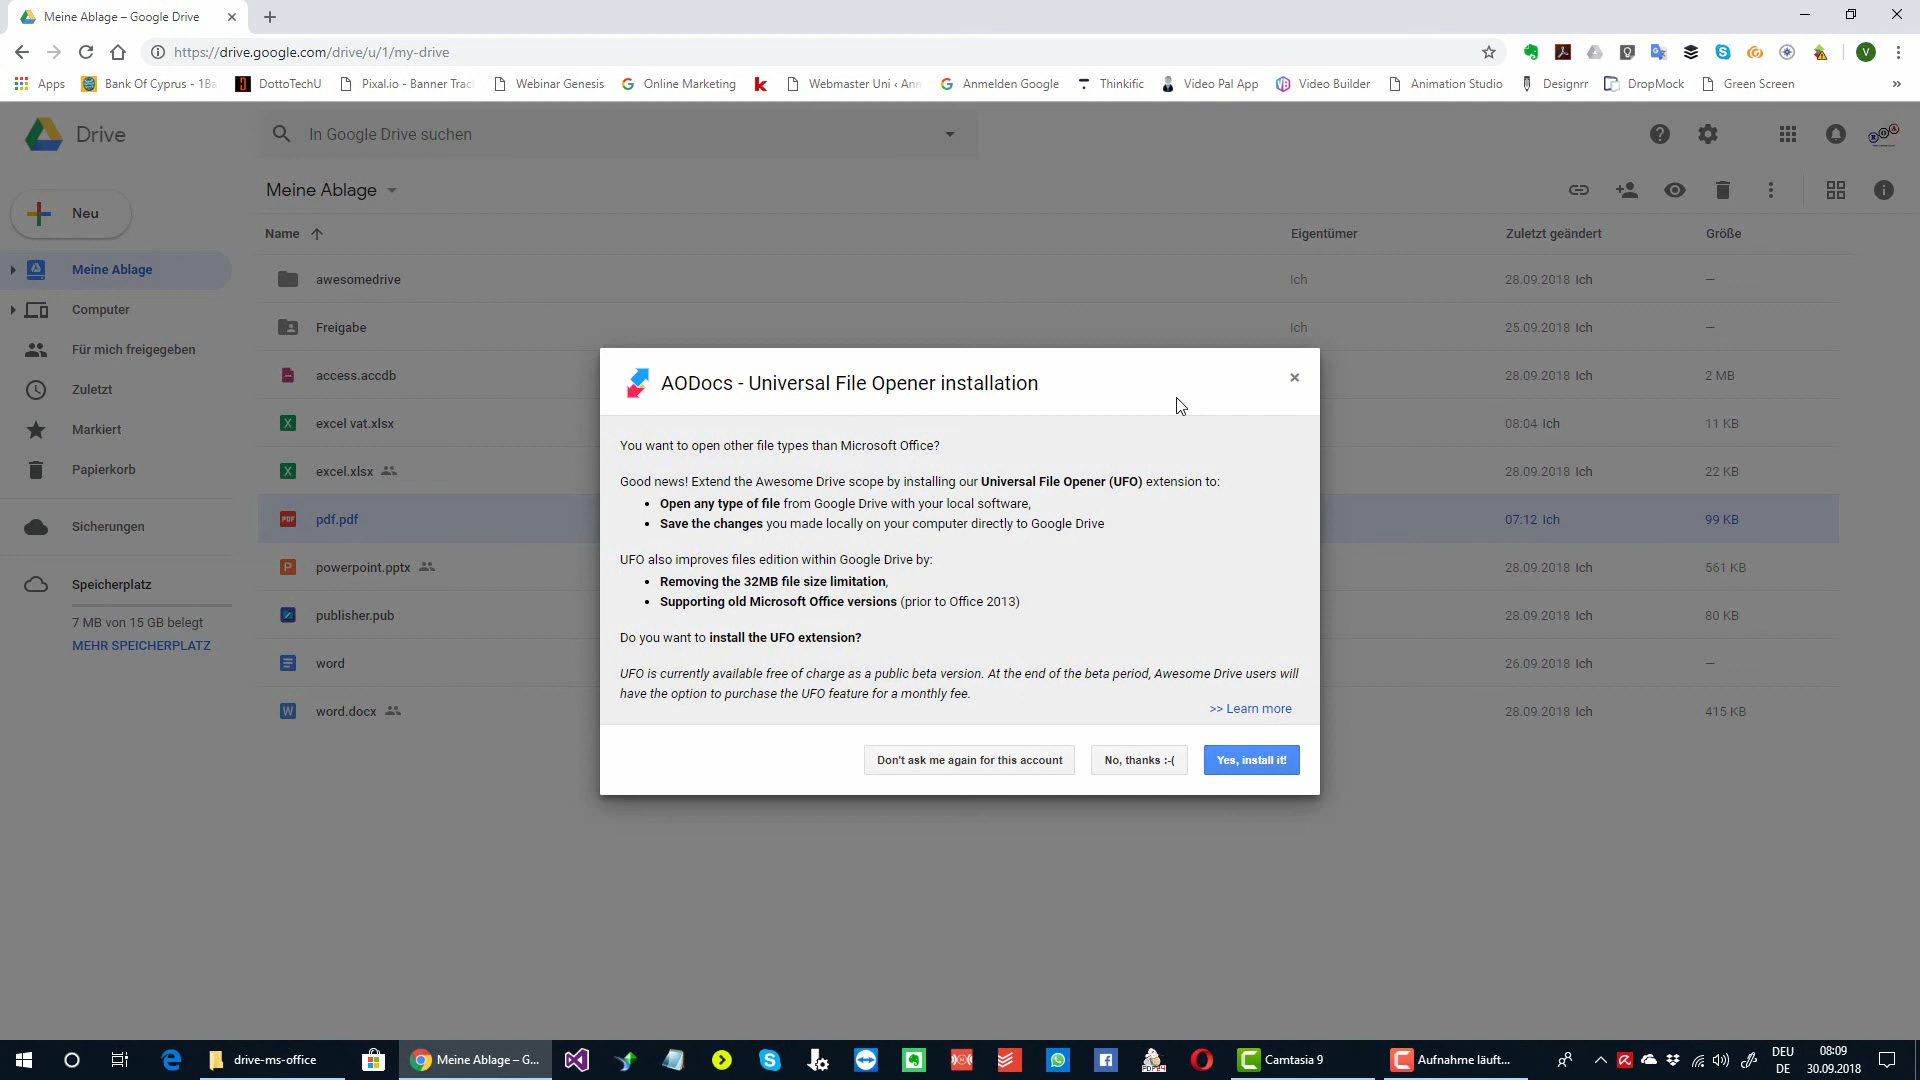 Meine Ablage – Google Drive
https://drive.google.com/drive/u/1/my-drive
Apps
Bank Of Cyprus - 1Ba
DottoTechU
Pixal.io - Banner Trac
Webinar Genesis
Online Marketing
Webmaster Uni ‹ Ann
Anmelden Google
Thinkific
Video Pal App
Video Builder
Animation Studio
Designrr
DropMock
Green Screen
»
Drive
In Google Drive suchen
Meine Ablage
Neu
Name
Eigentümer
Zuletzt geändert
Größe
Meine Ablage
Computer
Für mich freigegeben
Zuletzt
Markiert
Papierkorb
Sicherungen
Speicherplatz
7 MB von 15 GB belegt
MEHR SPEICHERPLATZ
awesomedrive Ich 28.09.2018 Ich –
Freigabe Ich 25.09.2018 Ich –
access.accdb 28.09.2018 Ich 2 MB
excel vat.xlsx 08:04 Ich 11 KB
excel.xlsx 28.09.2018 Ich 22 KB
pdf.pdf 07:12 Ich 99 KB
powerpoint.pptx 28.09.2018 Ich 561 KB
publisher.pub 28.09.2018 Ich 80 KB
word 26.09.2018 Ich –
word.docx 28.09.2018 Ich 415 KB
AODocs - Universal File Opener installation
×
You want to open other file types than Microsoft Office?
Good news! Extend the Awesome Drive scope by installing our Universal File Opener (UFO) extension to:
• Open any type of file from Google Drive with your local software,
• Save the changes you made locally on your computer directly to Google Drive
UFO also improves files edition within Google Drive by:
• Removing the 32MB file size limitation,
• Supporting old Microsoft Office versions (prior to Office 2013)
Do you want to install the UFO extension?
UFO is currently available free of charge as a public beta version. At the end of the beta period, Awesome Drive users will
have the option to purchase the UFO feature for a monthly fee.
>> Learn more
Don't ask me again for this account
No, thanks :-(
Yes, install it!
drive-ms-office
Meine Ablage – G...
Camtasia 9
Aufnahme läuft...
DEU
DE
08:09
30.09.2018